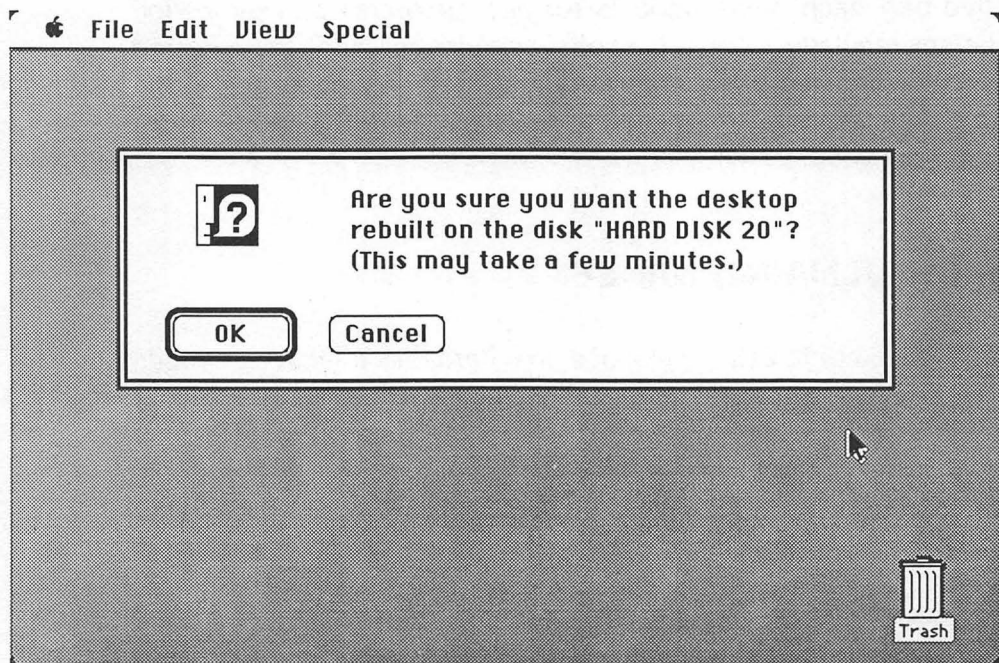 File Edit View Special
Are you sure you want the desktop
rebuilt on the disk "HARD DISK 20"?
(This may take a few minutes.)
?
OK Cancel
Trash